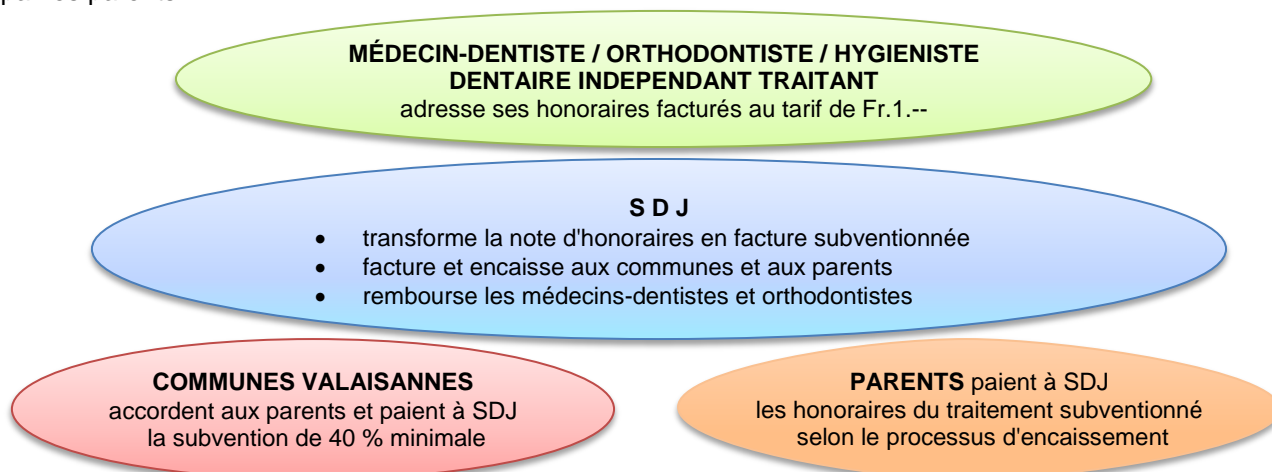 MÉDECIN-DENTISTE / ORTHODONTISTE / HYGIENISTE
DENTAIRE INDEPENDANT TRAITANT
adresse ses honoraires facturés au tarif de Fr.1.--
S D J
• transforme la note d'honoraires en facture subventionnée
• facture et encaisse aux communes et aux parents
• rembourse les médecins-dentistes et orthodontistes
COMMUNES VALAISANNES
accordent aux parents et paient à SDJ
la subvention de 40 % minimale
PARENTS paient à SDJ
les honoraires du traitement subventionné
selon le processus d'encaissement